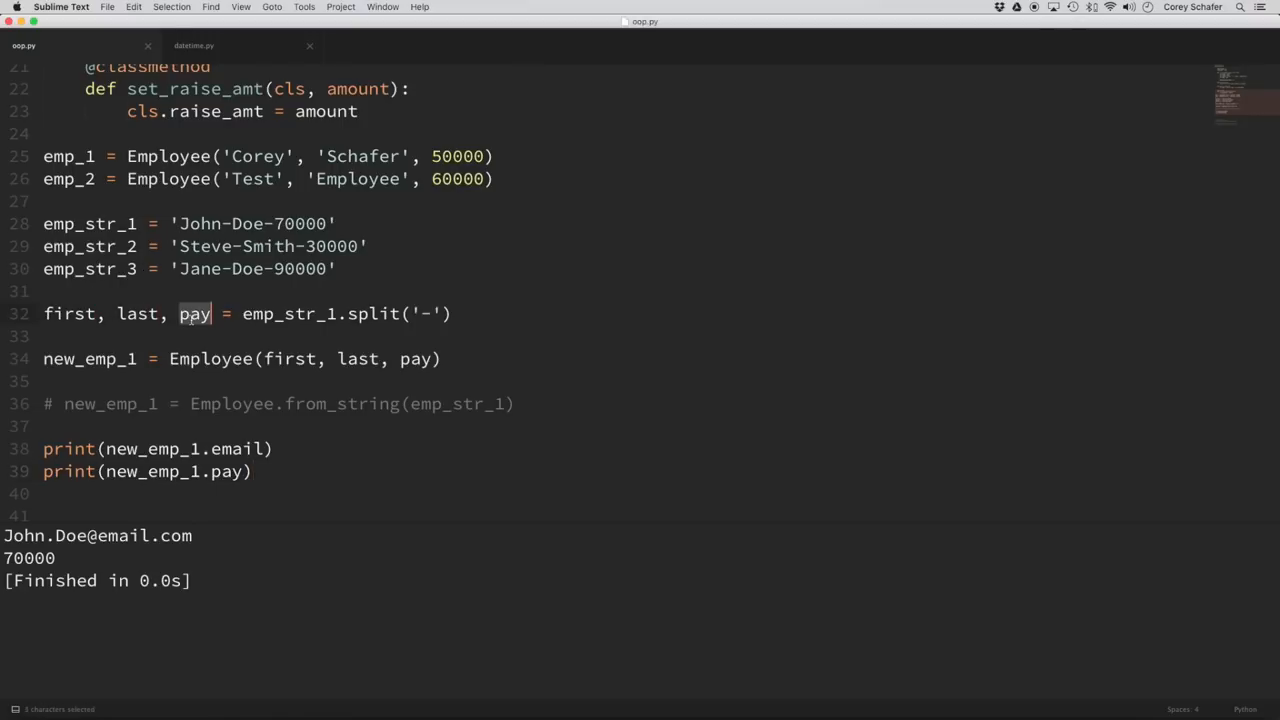 Sublime Text File Edit Selection Find View Goto Tools Project Window Help Corey Schafer
oop.py
oop.py datetime.py
21 @classmethod
22 def set_raise_amt(cls, amount):
23 cls.raise_amt = amount
24
25 emp_1 = Employee('Corey', 'Schafer', 50000)
26 emp_2 = Employee('Test', 'Employee', 60000)
27
28 emp_str_1 = 'John-Doe-70000'
29 emp_str_2 = 'Steve-Smith-30000'
30 emp_str_3 = 'Jane-Doe-90000'
31
32 first, last, pay = emp_str_1.split('-')
33
34 new_emp_1 = Employee(first, last, pay)
35
36 # new_emp_1 = Employee.from_string(emp_str_1)
37
38 print(new_emp_1.email)
39 print(new_emp_1.pay)
40
41
John.Doe@email.com
70000
[Finished in 0.0s]
3 characters selected Spaces: 4 Python